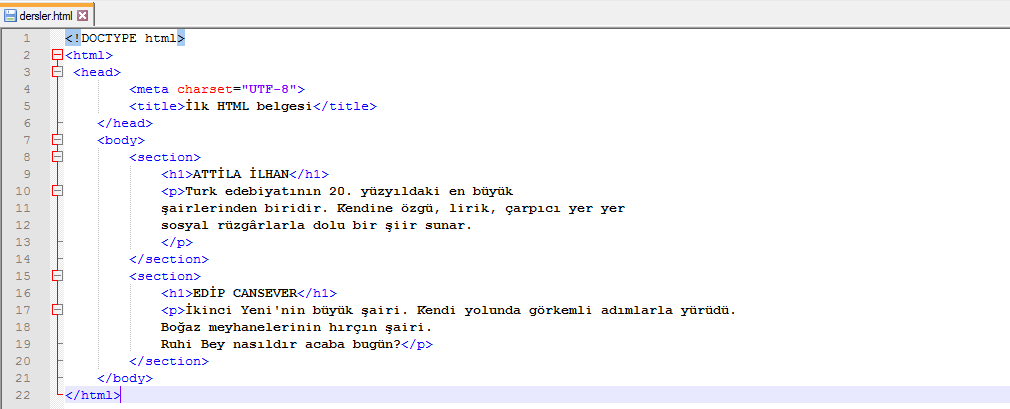 dersler.html
1 <!DOCTYPE html>
2 <html>
3 <head>
4 <meta charset="UTF-8">
5 <title>İlk HTML belgesi</title>
6 </head>
7 <body>
8 <section>
9 <h1>ATTİLA İLHAN</h1>
10 <p>Turk edebiyatının 20. yüzyıldaki en büyük
11 şairlerinden biridir. Kendine özgü, lirik, çarpıcı yer yer
12 sosyal rüzgârlarla dolu bir şiir sunar.
13 </p>
14 </section>
15 <section>
16 <h1>EDİP CANSEVER</h1>
17 <p>İkinci Yeni'nin büyük şairi. Kendi yolunda görkemli adımlarla yürüdü.
18 Boğaz meyhanelerinin hırçın şairi.
19 Ruhi Bey nasıldır acaba bugün?</p>
20 </section>
21 </body>
22 </html>